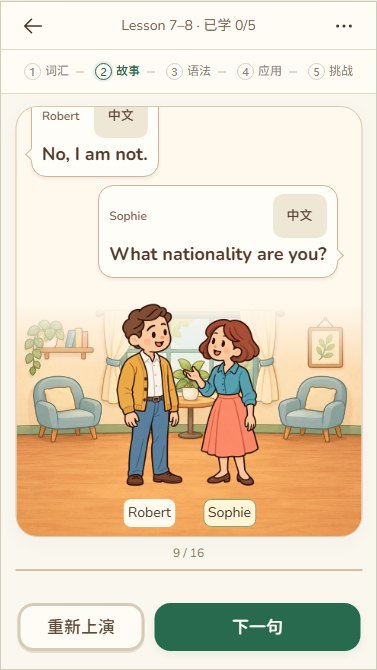 Lesson 7–8 · 已学 0/5
1 词汇 – 2 故事 – 3 语法 – 4 应用 – 5 挑战
Robert 中文
No, I am not.
Sophie 中文
What nationality are you?
Robert Sophie
9 / 16
重新上演 下一句